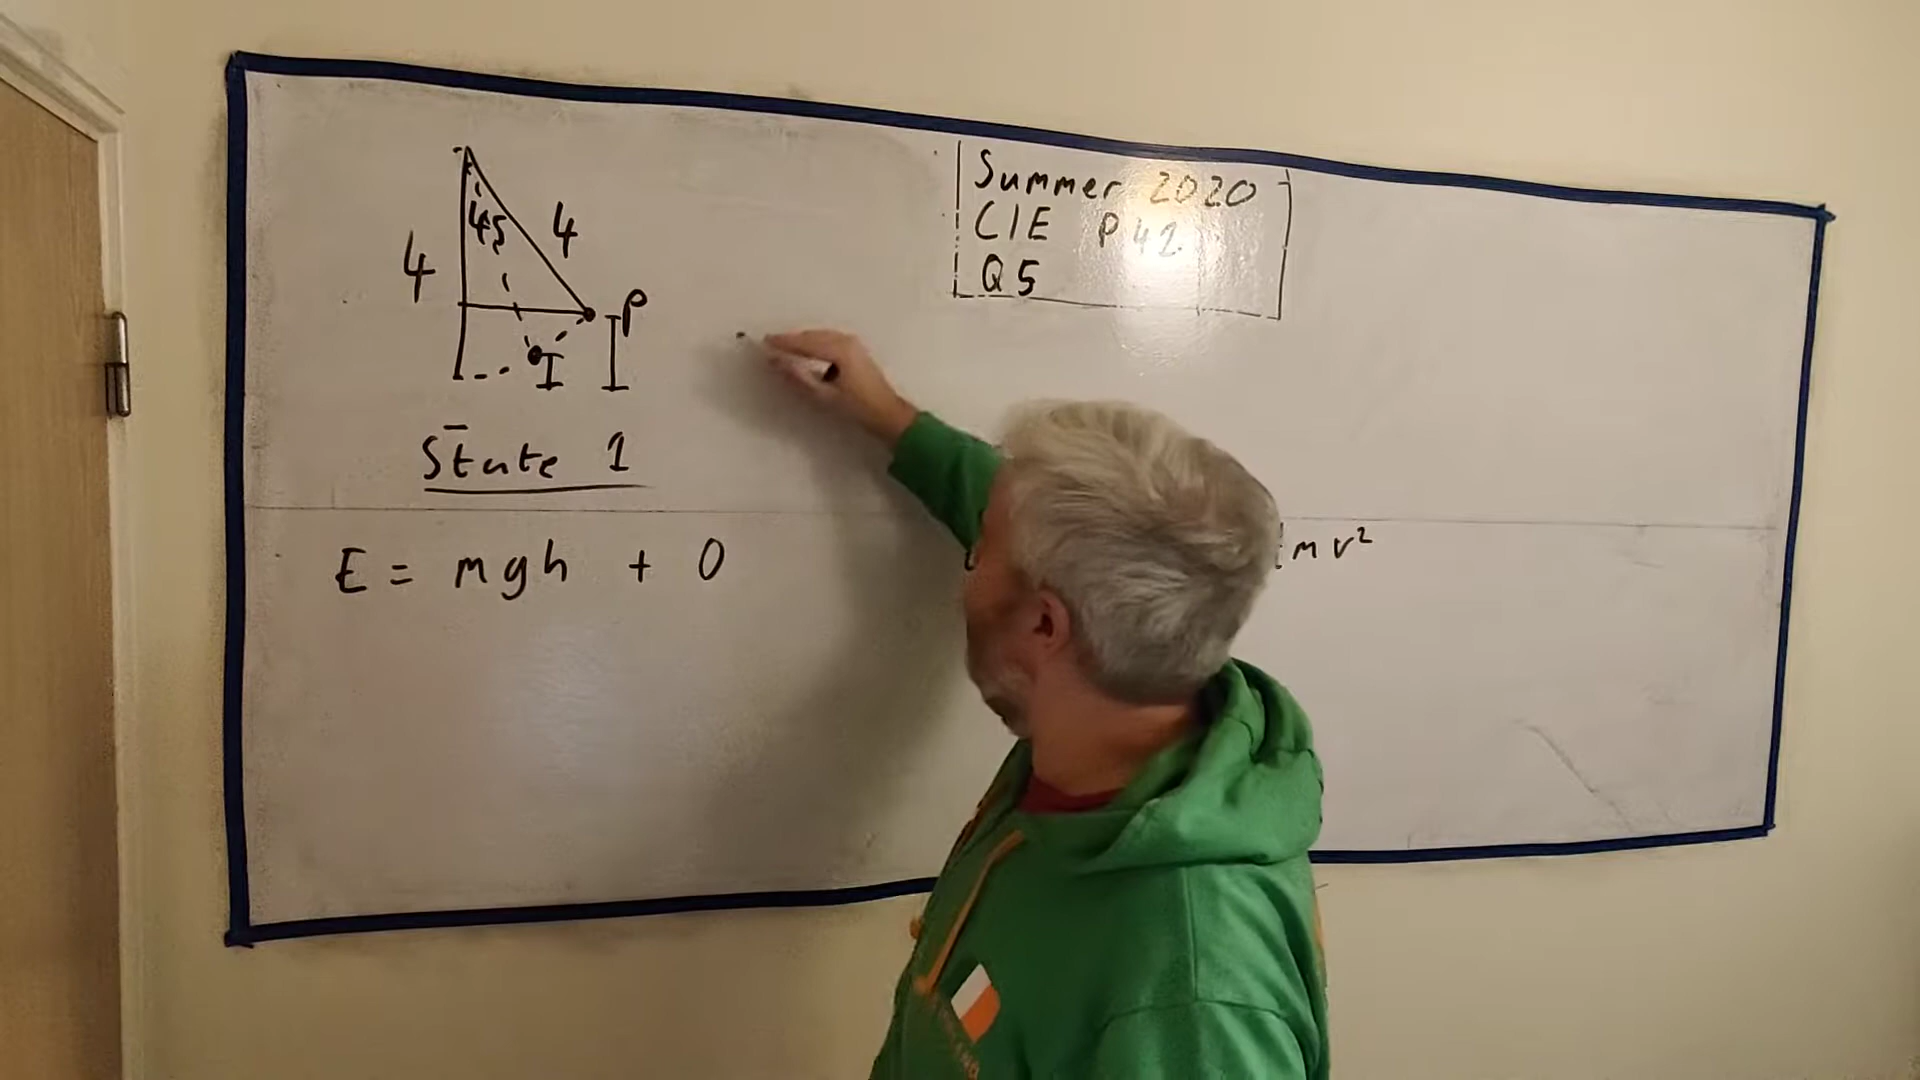 Summer 2020
CIE P42
Q5
45
4
4
P
State 1
E = mgh + 0
mv²